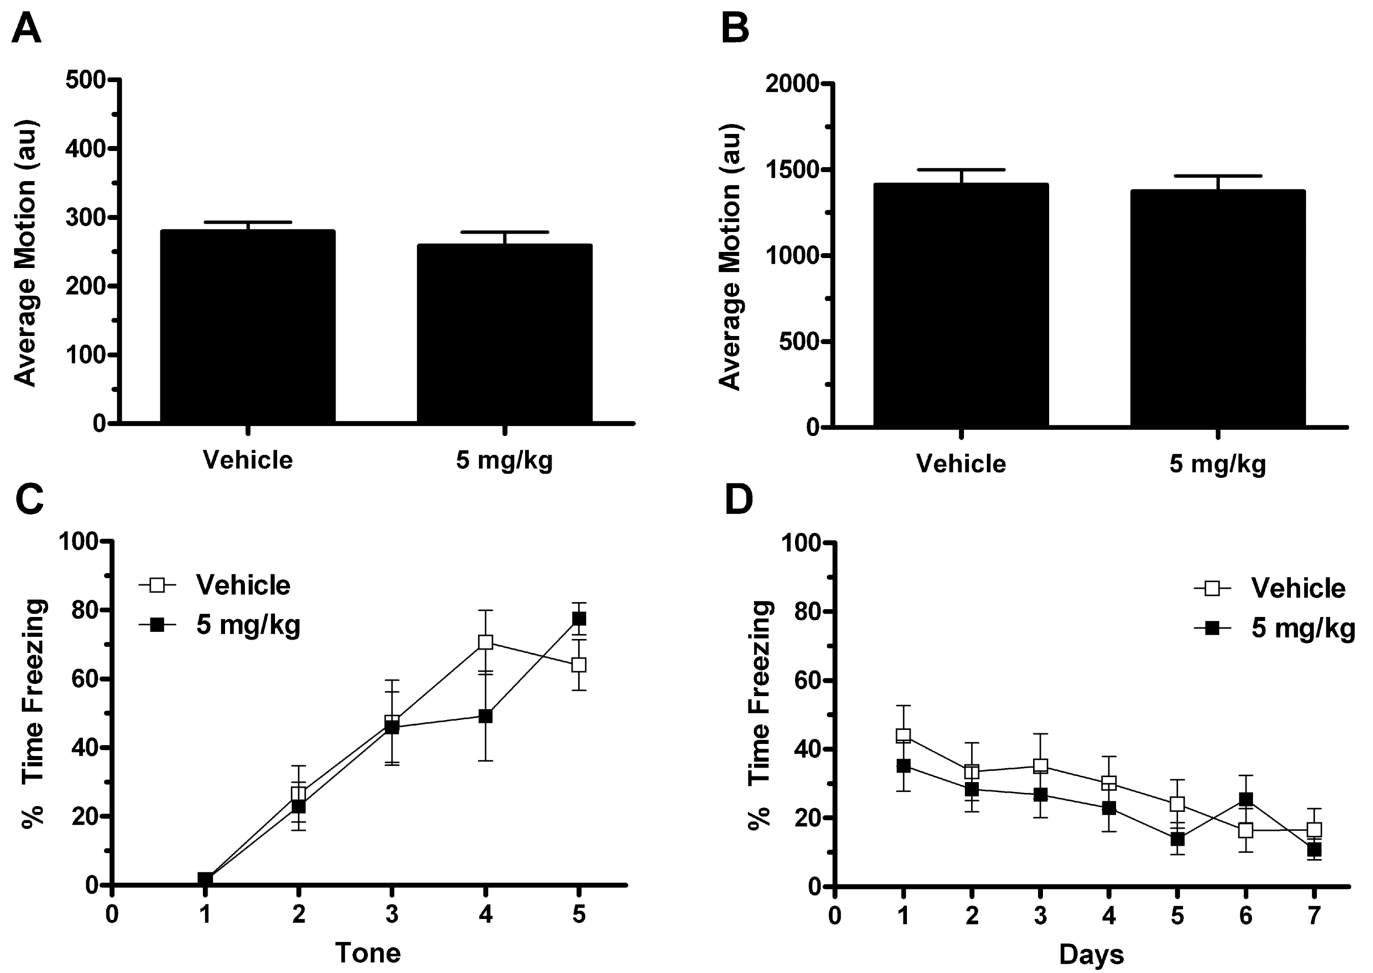 A
Average Motion (au)
500
400
300
200
100
0
Vehicle 5 mg/kg
B
Average Motion (au)
2000
1500
1000
500
0
Vehicle 5 mg/kg
C
% Time Freezing
100
80
60
40
20
0
Vehicle
5 mg/kg
0 1 2 3 4 5
Tone
D
% Time Freezing
100
80
60
40
20
0
Vehicle
5 mg/kg
0 1 2 3 4 5 6 7
Days